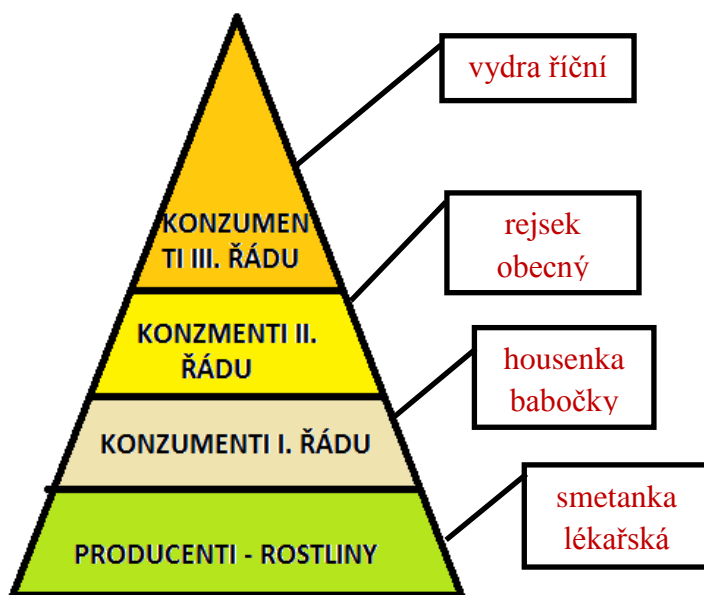 vydra říční
KONZUMEN
TI III. ŘÁDU
rejsek
obecný
KONZMENTI II.
ŘÁDU
housenka
babočky
KONZUMENTI I. ŘÁDU
smetanka
lékařská
PRODUCENTI - ROSTLINY